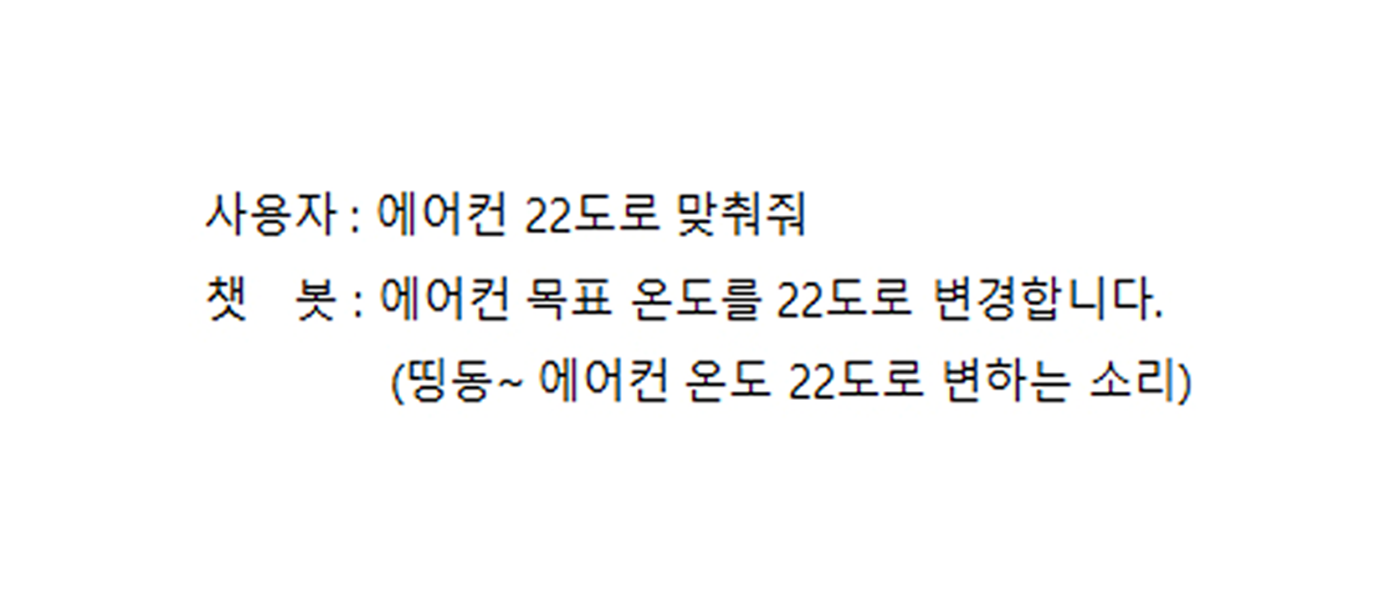 사용자 : 에어컨 22도로 맞춰줘
챗 봇 : 에어컨 목표 온도를 22도로 변경합니다.
(띵동~ 에어컨 온도 22도로 변하는 소리)